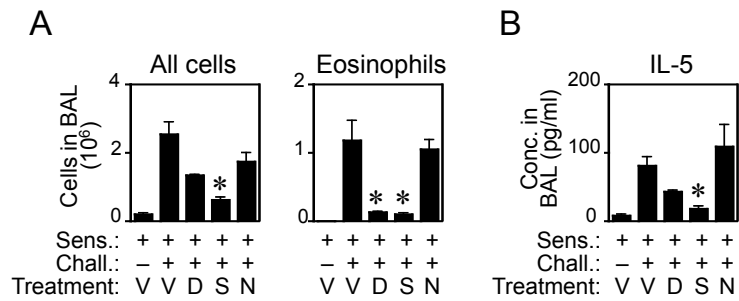 A
B
All cells
Eosinophils
IL-5
Cells in BAL
(10⁶)
4
2
0
2
1
0
Conc. in
BAL (pg/ml)
200
100
0
*
* *
*
Sens.: + + + + +
+ + + + +
Sens.: + + + + +
Chall.: – + + + +
– + + + +
Chall.: – + + + +
Treatment: V V D S N
V V D S N
Treatment: V V D S N